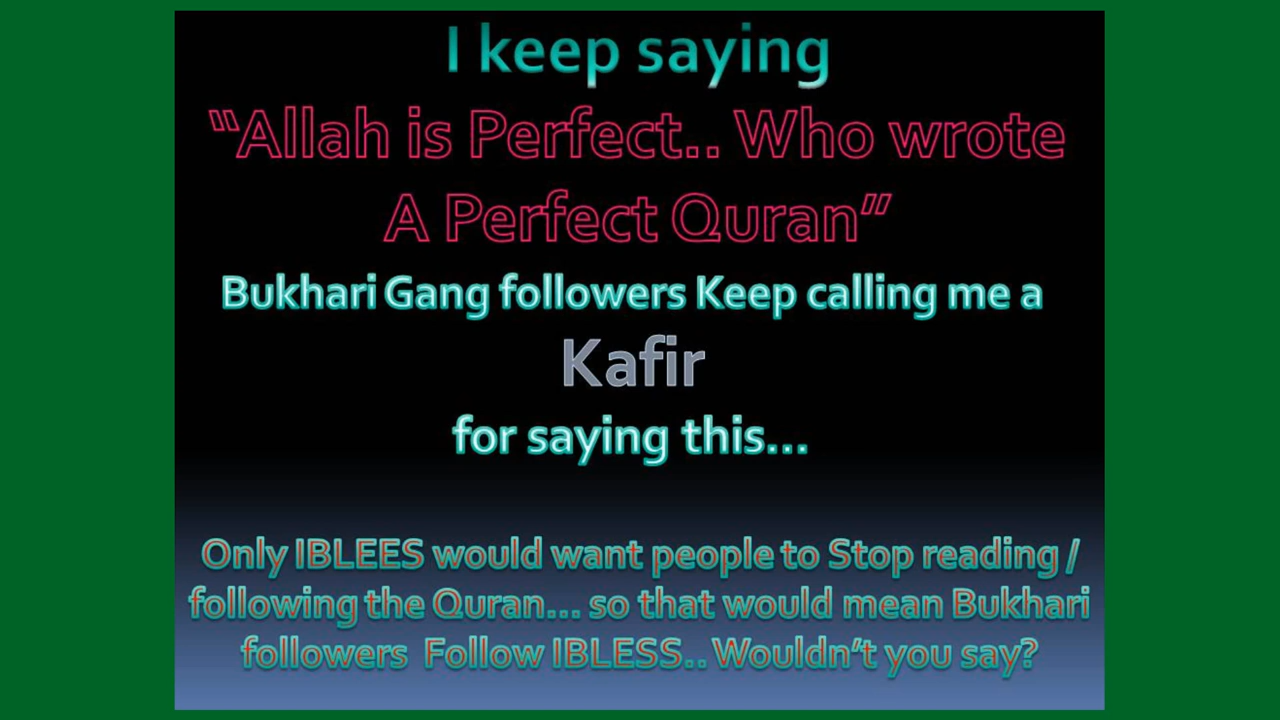 I keep saying
“Allah is Perfect.. Who wrote
A Perfect Quran”
Bukhari Gang followers Keep calling me a
Kafir
for saying this...
Only IBLEES would want people to Stop reading /
following the Quran... so that would mean Bukhari
followers Follow IBLESS.. Wouldn’t you say?